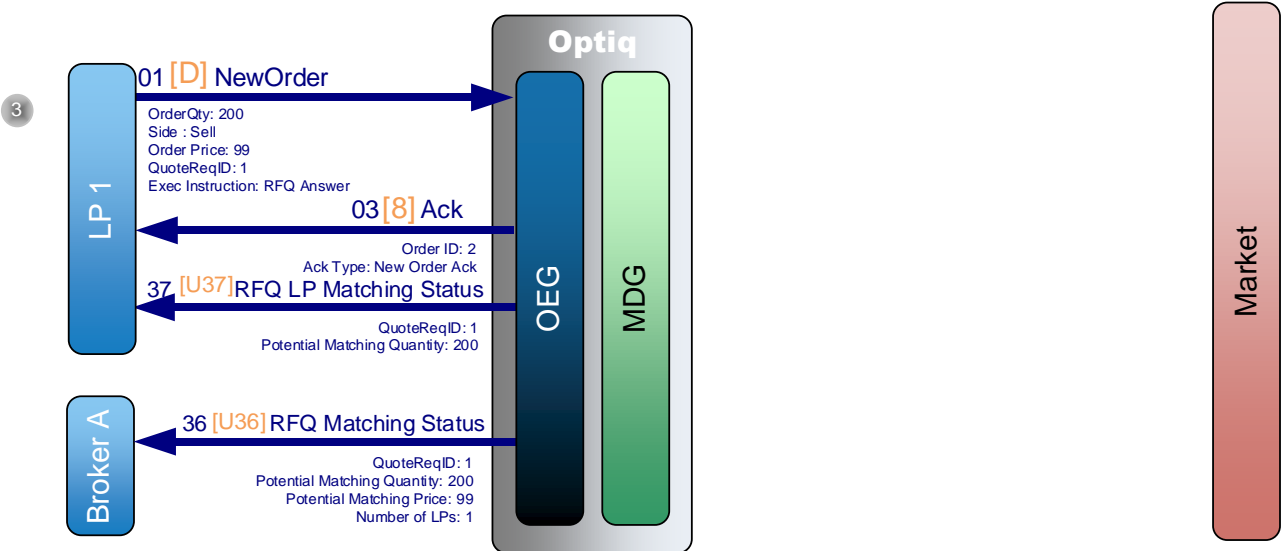 Optiq
3
01 [D] NewOrder
OrderQty: 200
Side : Sell
Order Price: 99
QuoteReqID: 1
Exec Instruction: RFQ Answer
LP 1
03 [8] Ack
Order ID: 2
Ack Type: New Order Ack
37 [U37] RFQ LP Matching Status
QuoteReqID: 1
Potential Matching Quantity: 200
OEG
MDG
Market
Broker A
36 [U36] RFQ Matching Status
QuoteReqID: 1
Potential Matching Quantity: 200
Potential Matching Price: 99
Number of LPs: 1